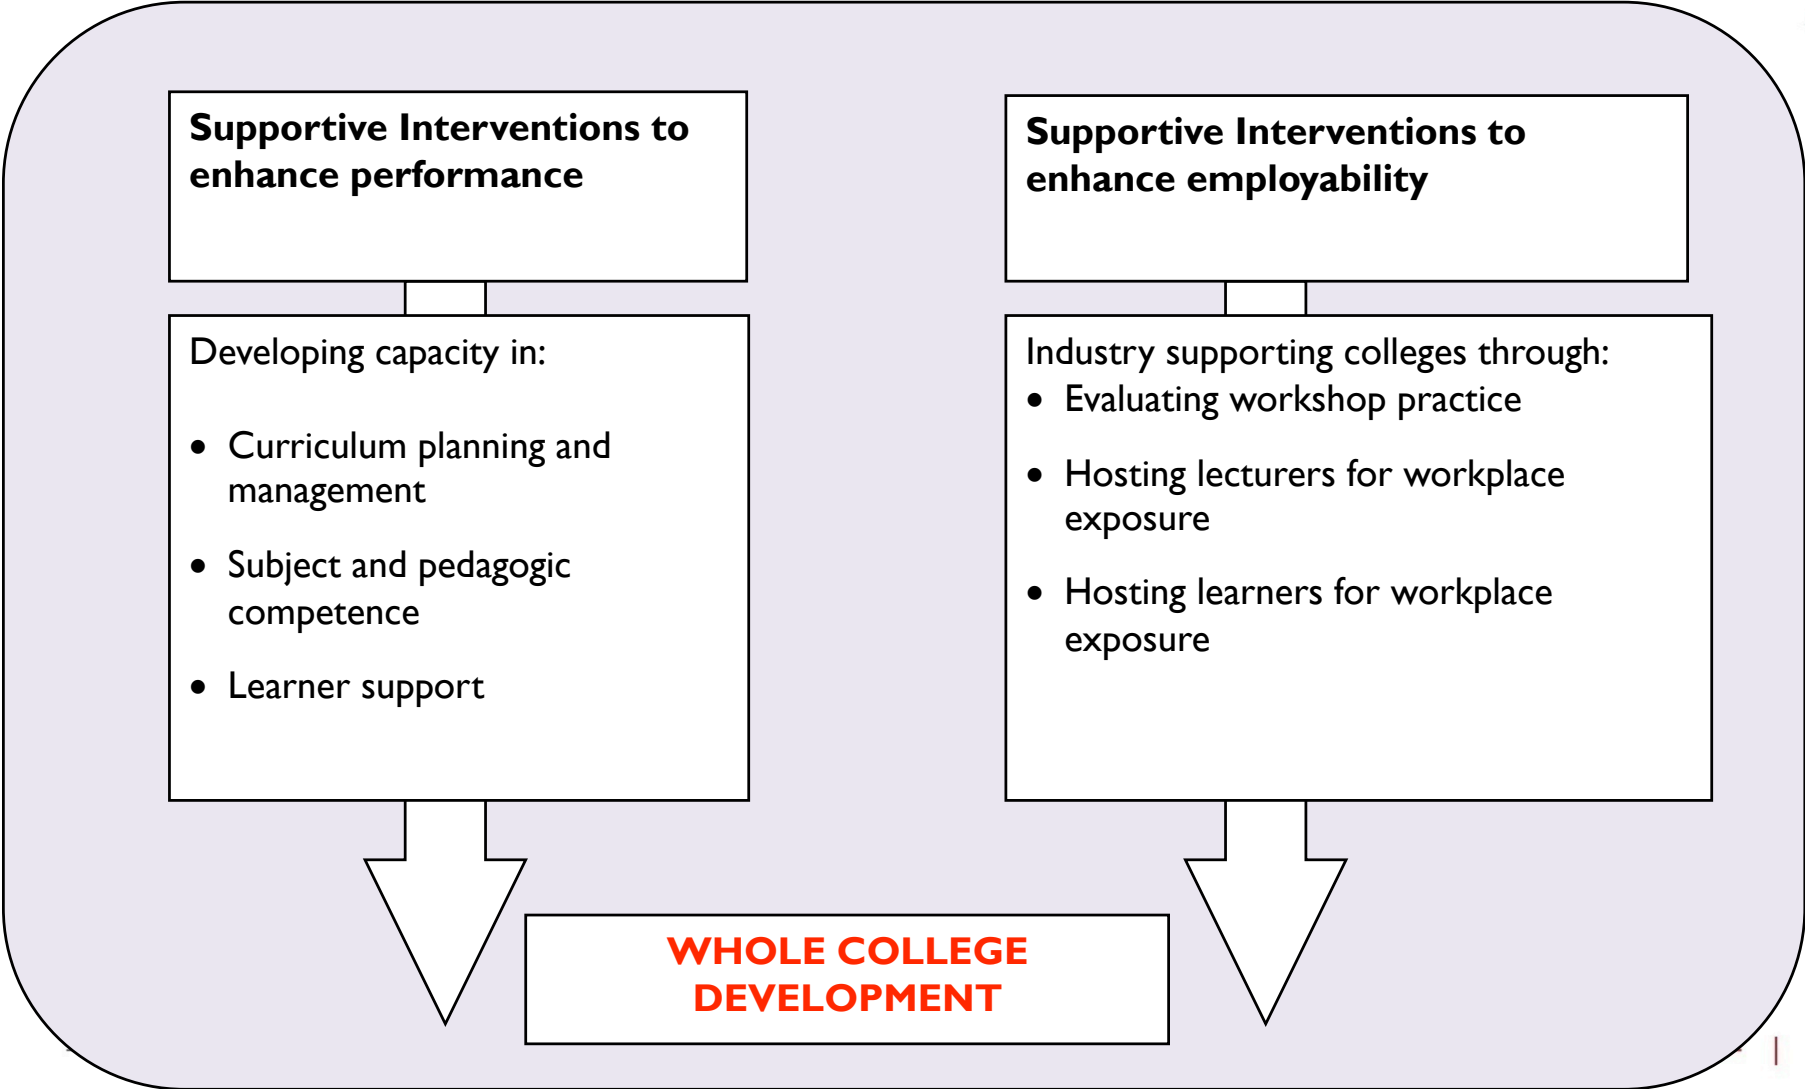 Supportive Interventions to
enhance performance
Developing capacity in:
• Curriculum planning and
management
• Subject and pedagogic
competence
• Learner support
Supportive Interventions to
enhance employability
Industry supporting colleges through:
• Evaluating workshop practice
• Hosting lecturers for workplace
exposure
• Hosting learners for workplace
exposure
WHOLE COLLEGE
DEVELOPMENT